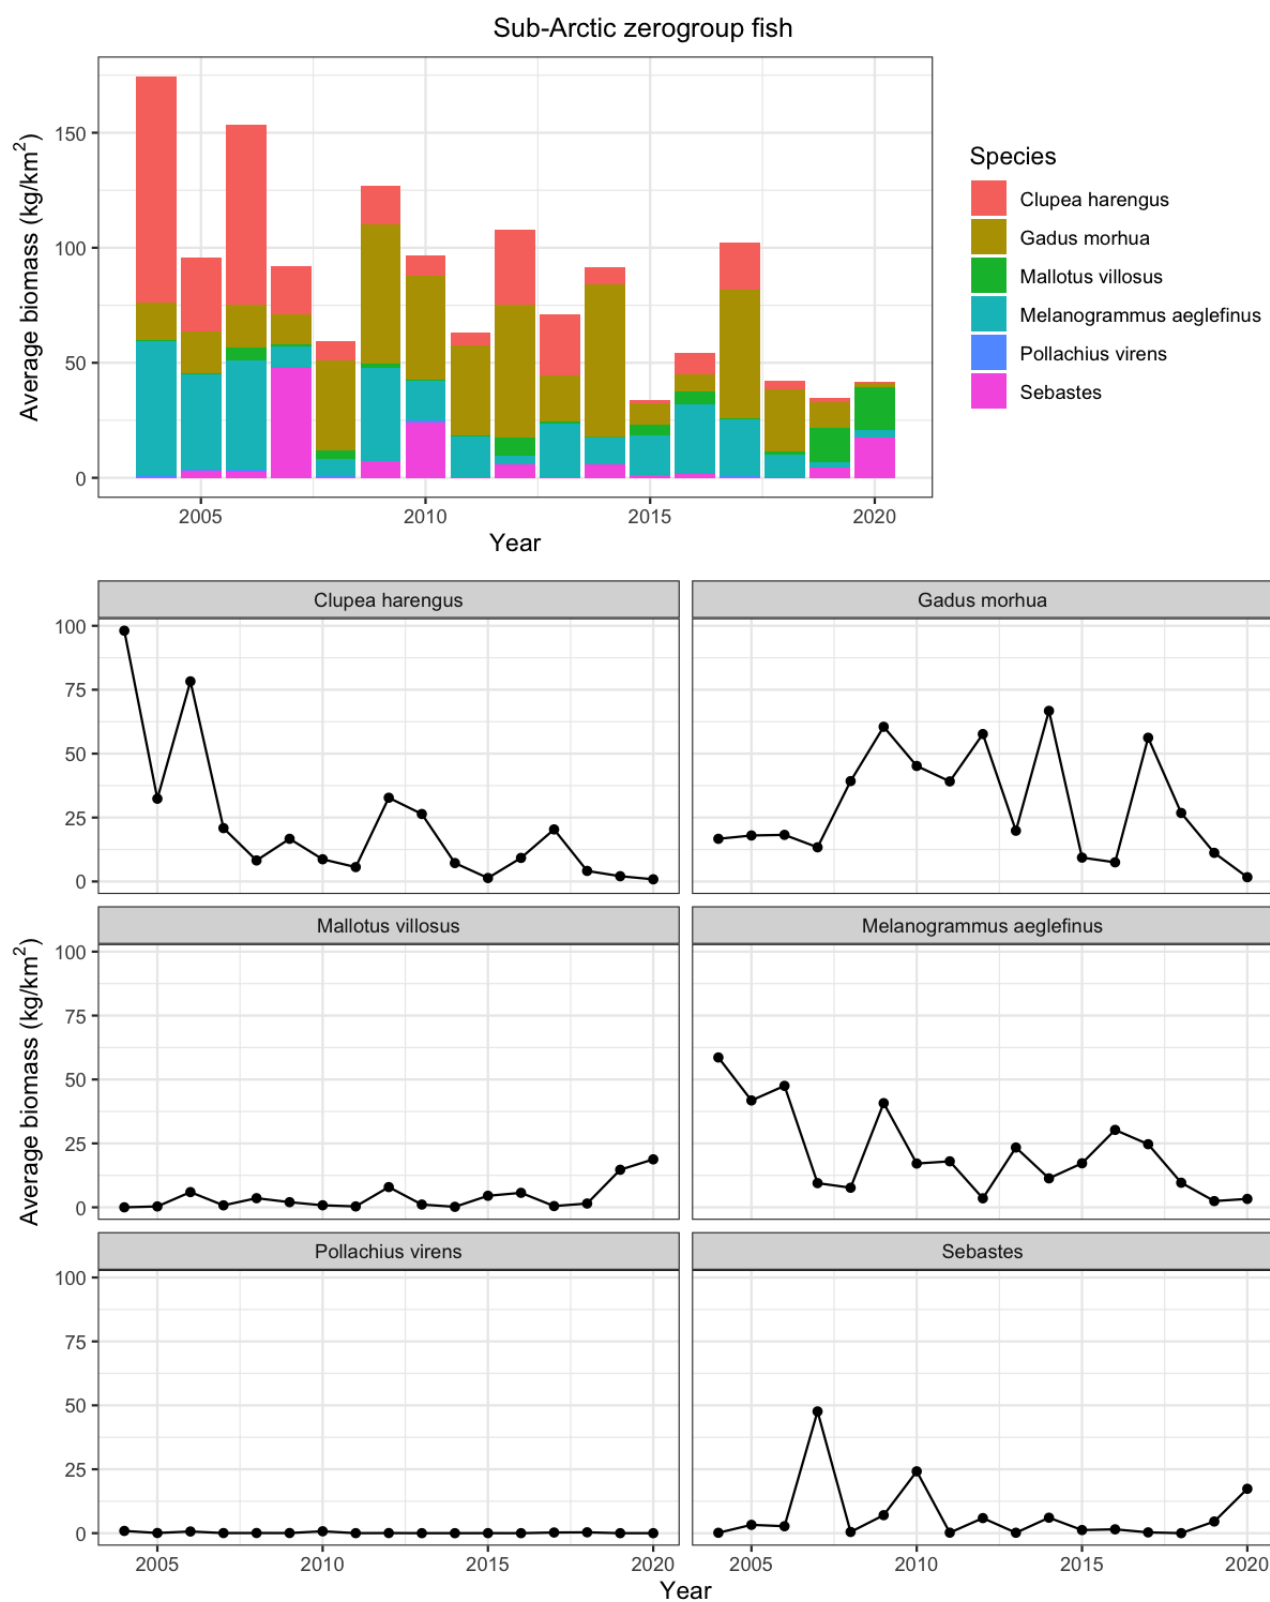 Sub-Arctic zerogroup fish
Average biomass (kg/km²)
150
100
50
0
2005 2010 2015 2020
Year
Species
Clupea harengus
Gadus morhua
Mallotus villosus
Melanogrammus aeglefinus
Pollachius virens
Sebastes
Clupea harengus Gadus morhua
100
75
50
25
0
Mallotus villosus Melanogrammus aeglefinus
Average biomass (kg/km²)
100
75
50
25
0
Pollachius virens Sebastes
100
75
50
25
0
2005 2010 2015 2020 2005 2010 2015 2020
Year